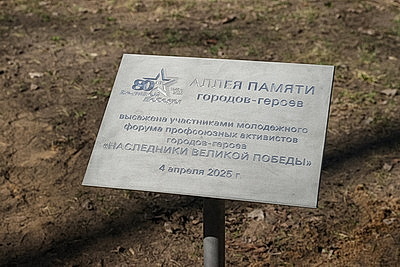 80
АЛЛЕЯ ПАМЯТИ
городов-героев
высажена участниками молодежного
форума профсоюзных активистов
городов-героев
«НАСЛЕДНИКИ ВЕЛИКОЙ ПОБЕДЫ»
4 апреля 2025 г.